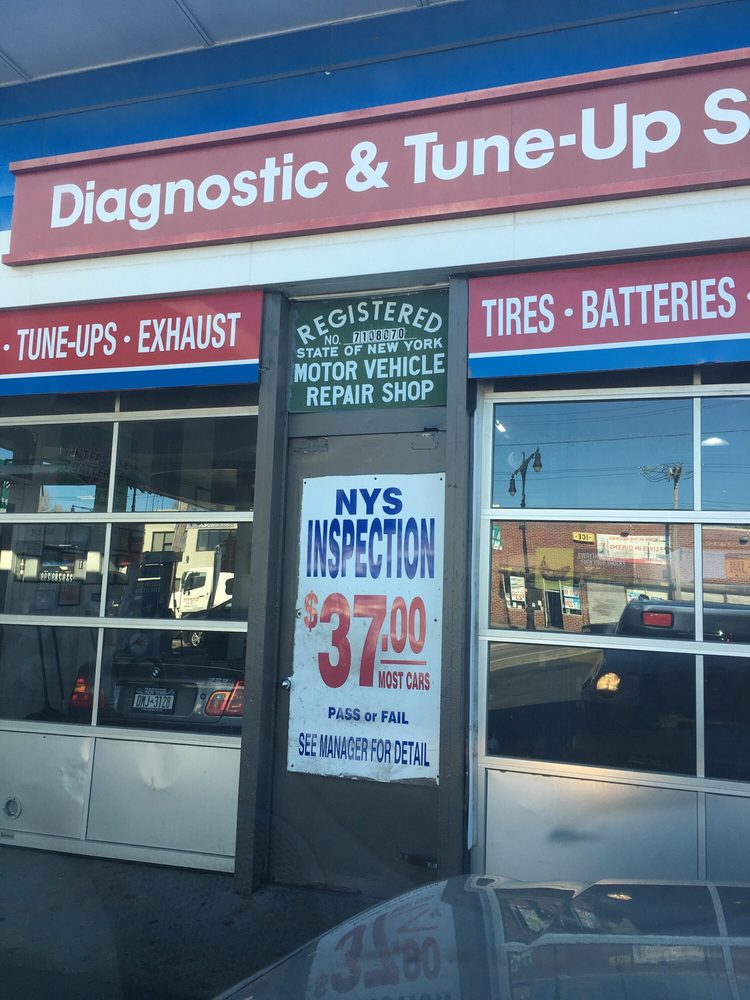 Diagnostic & Tune-Up S
· TUNE-UPS · EXHAUST
REGISTERED
NO. 7108070
STATE OF NEW YORK
MOTOR VEHICLE
REPAIR SHOP
TIRES · BATTERIES ·
NYS
INSPECTION
$37.00
MOST CARS
PASS or FAIL
SEE MANAGER FOR DETAIL